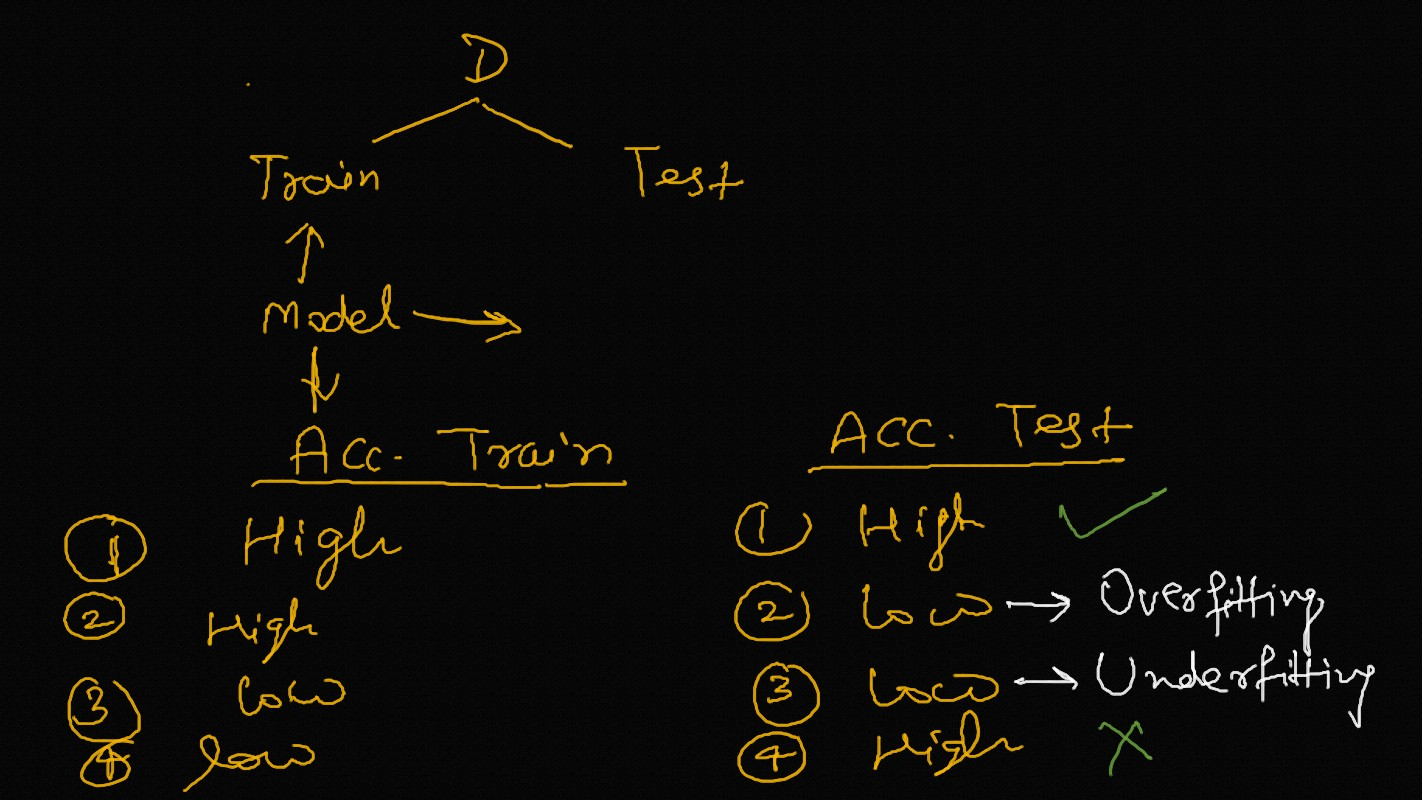 D
Train Test
Model
Acc. Train
Acc. Test
1 High
1 High
2 High
2 Low → Overfitting
3 Low
3 Low → Underfitting
4 Low
4 High